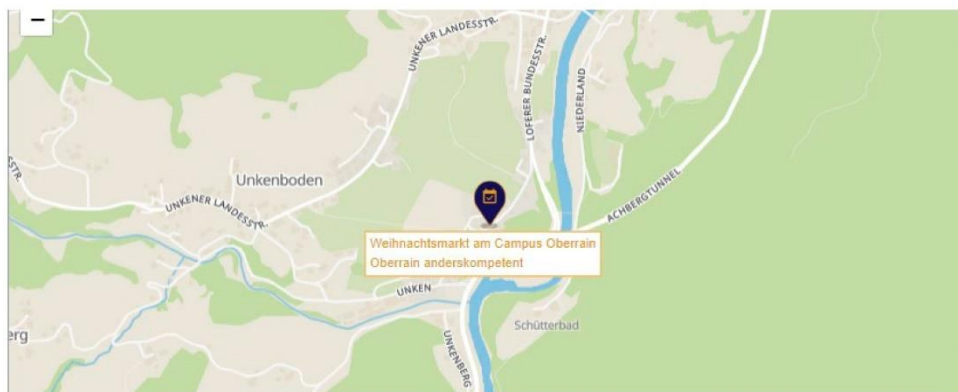 UNKENER LANDESSTR.
LOFERER BUNDESSTR.
NIEDERLAND
ACHBERGTUNNEL
SSTR.
Unkenboden
UNKENER LANDESSTR.
Weihnachtsmarkt am Campus Oberrain
Oberrain anderskompetent
UNKEN
Schütterbad
erg
UNKENBERG